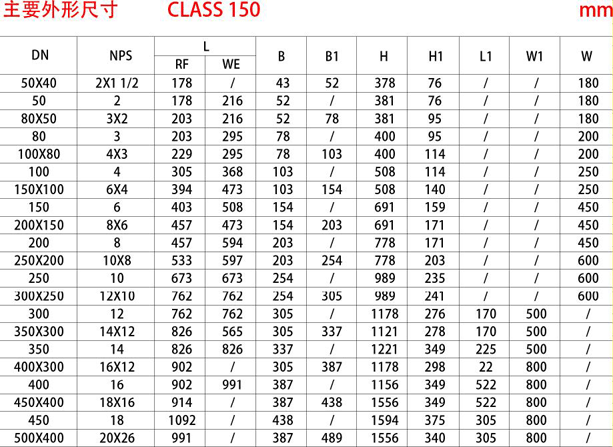 主要外形尺寸 CLASS 150 mm
DN NPS L B B1 H H1 L1 W1 W
RF WE
50X40 2X1 1/2 178 / 43 52 378 76 / / 180
50 2 178 216 52 / 381 76 / / 180
80X50 3X2 203 216 52 78 381 95 / / 180
80 3 203 295 78 / 400 95 / / 200
100X80 4X3 229 295 78 103 400 114 / / 200
100 4 305 368 103 / 508 114 / / 250
150X100 6X4 394 473 103 154 508 140 / / 250
150 6 403 508 154 / 691 159 / / 450
200X150 8X6 457 473 154 203 691 171 / / 450
200 8 457 594 203 / 778 171 / / 450
250X200 10X8 533 597 203 254 778 203 / / 600
250 10 673 673 254 / 989 235 / / 600
300X250 12X10 762 762 254 305 989 241 / / 600
300 12 762 762 305 / 1178 276 170 500 /
350X300 14X12 826 565 305 337 1121 278 170 500 /
350 14 826 826 337 / 1221 349 225 500 /
400X300 16X12 902 / 305 387 1178 298 22 800 /
400 16 902 991 387 / 1156 349 522 800 /
450X400 18X16 914 / 387 438 1556 349 522 800 /
450 18 1092 / 438 / 1594 375 305 800 /
500X400 20X26 991 / 387 489 1556 340 305 800 /